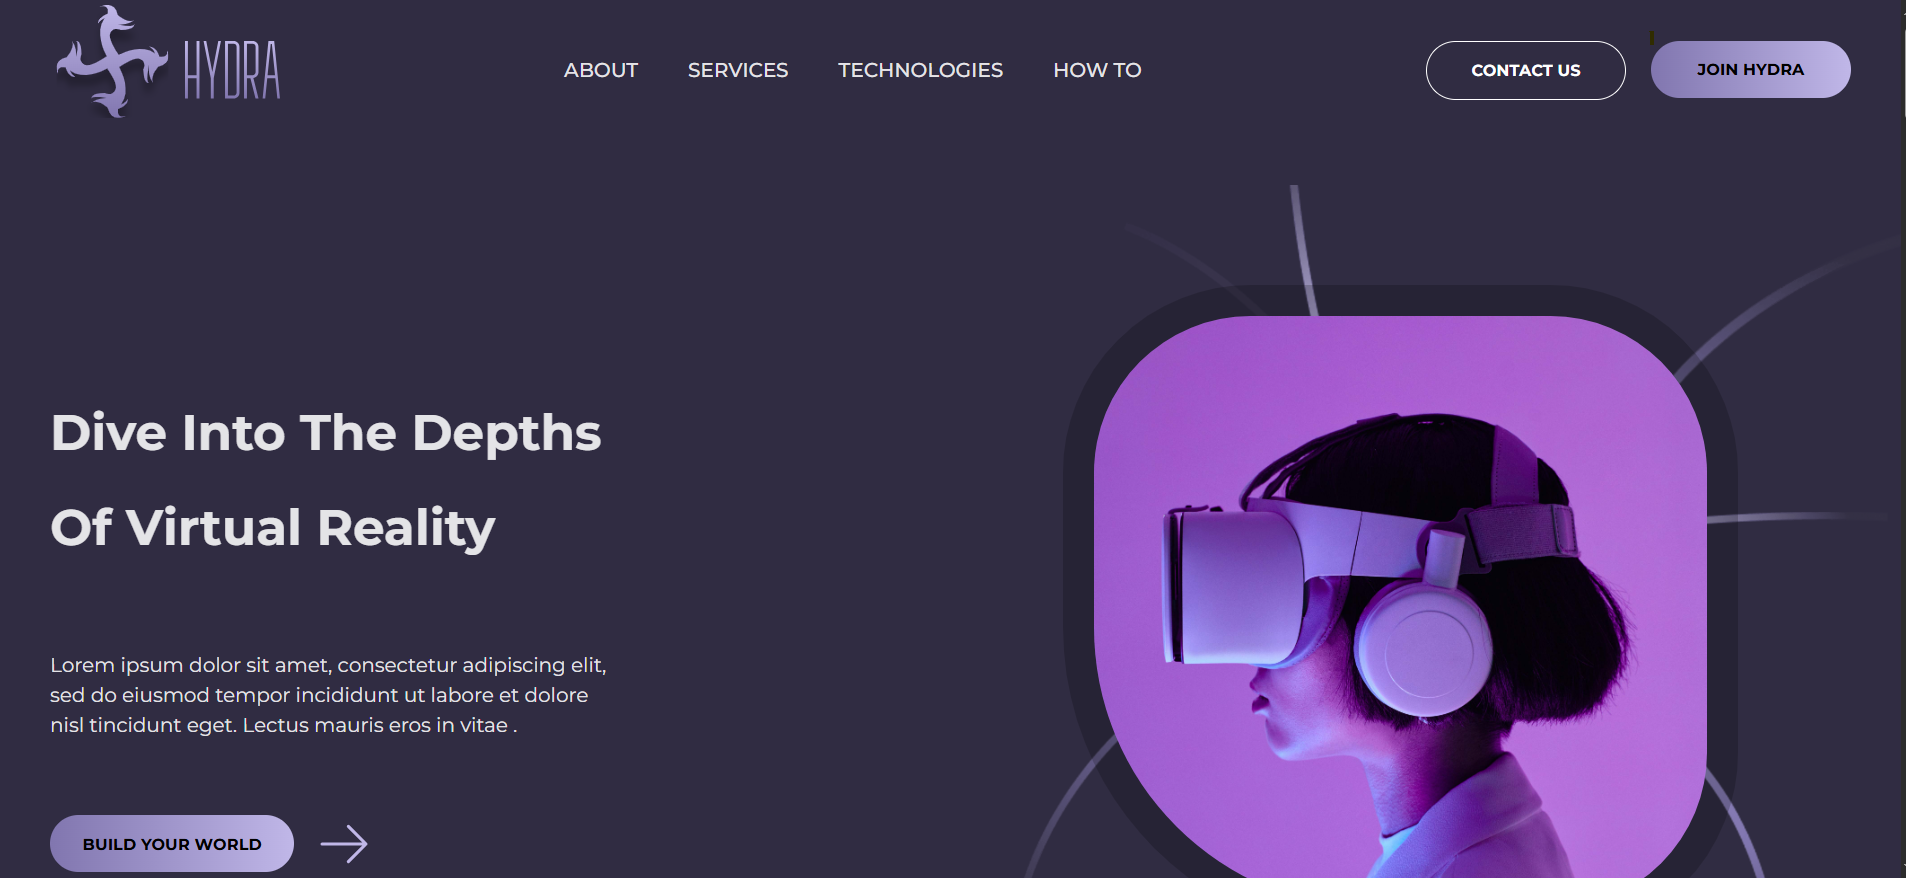 HYDRA
ABOUT SERVICES TECHNOLOGIES HOW TO
CONTACT US
JOIN HYDRA
Dive Into The Depths
Of Virtual Reality
Lorem ipsum dolor sit amet, consectetur adipiscing elit,
sed do eiusmod tempor incididunt ut labore et dolore
nisl tincidunt eget. Lectus mauris eros in vitae .
BUILD YOUR WORLD